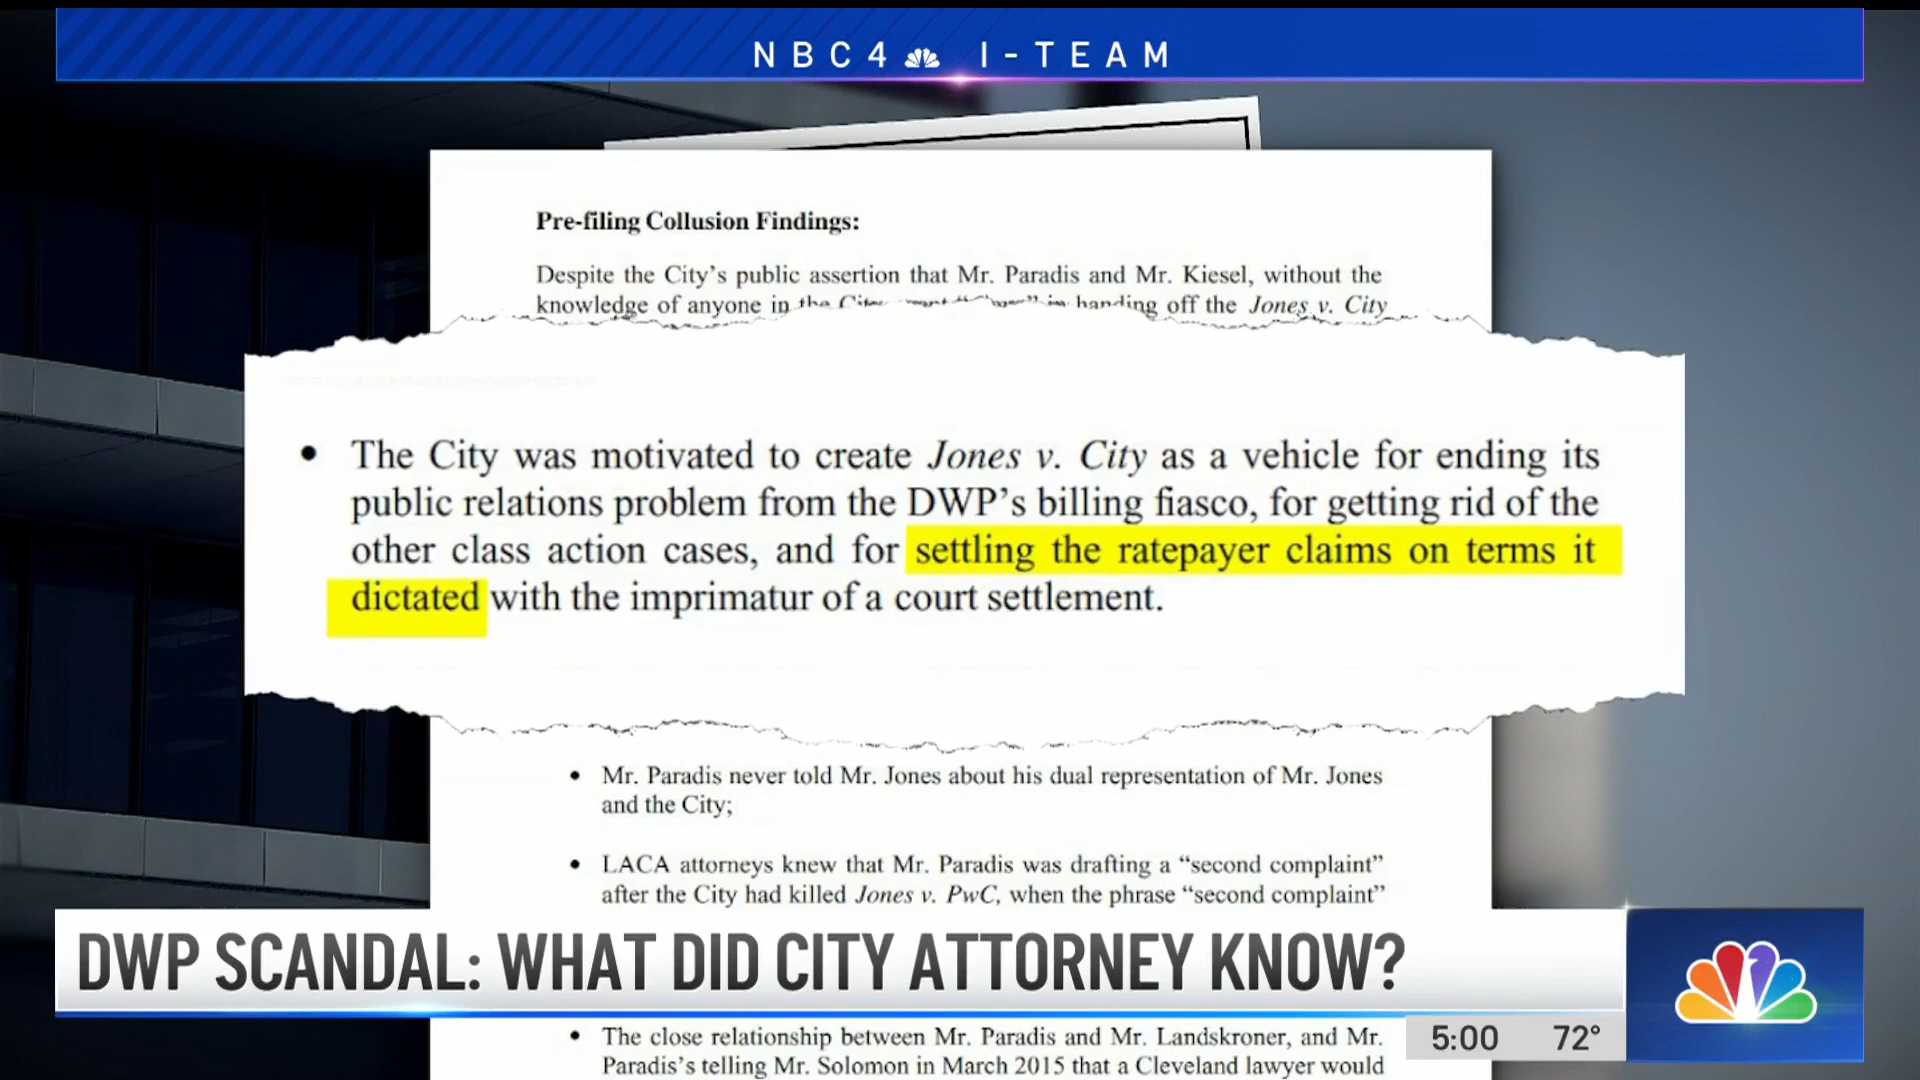 NBC4 I-TEAM
Pre-filing Collusion Findings:
Despite the City's public assertion that Mr. Paradis and Mr. Kiesel, without the
knowledge of anyone in the handing off the Jones v. City
• The City was motivated to create Jones v. City as a vehicle for ending its
public relations problem from the DWP's billing fiasco, for getting rid of the
other class action cases, and for settling the ratepayer claims on terms it
dictated with the imprimatur of a court settlement.
• Mr. Paradis never told Mr. Jones about his dual representation of Mr. Jones
and the City;
• LACA attorneys knew that Mr. Paradis was drafting a “second complaint”
after the City had killed Jones v. PwC, when the phrase “second complaint”
DWP SCANDAL: WHAT DID CITY ATTORNEY KNOW?
• The close relationship between Mr. Paradis and Mr. Landskroner, and Mr.
Paradis's telling Mr. Solomon in March 2015 that a Cleveland lawyer would
5:00 72°